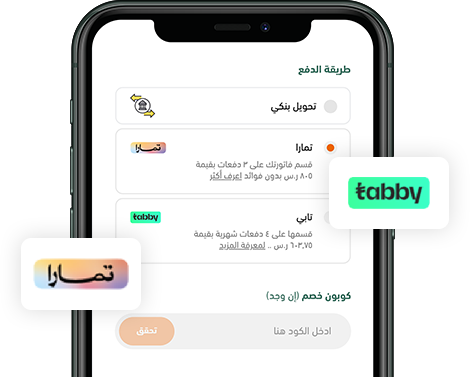 طريقة الدفع
تحويل بنكي
تمارا
تمارا
قسم فاتورتك على ٣ دفعات بقيمة
٨٠٥ ر.س بدون فوائد اعرف أكثر
tabby
تابي
tabby
قسمها على ٤ دفعات شهرية بقيمة
٦٠٣,٧٥ ر.س .. لمعرفة المزيد
تمارا
كوبون خصم (إن وجد)
ادخل الكود هنا
تحقق